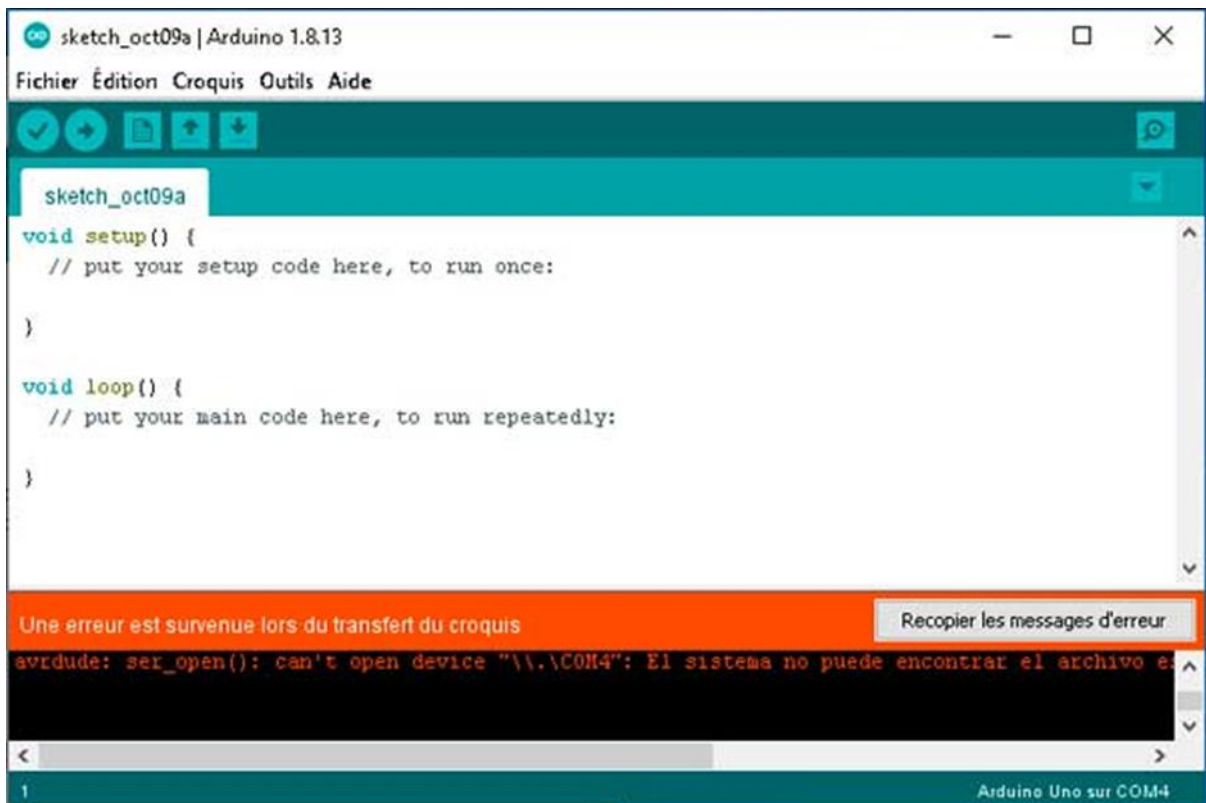 sketch_oct09a | Arduino 1.8.13
Fichier Édition Croquis Outils Aide
sketch_oct09a
void setup() {
  // put your setup code here, to run once:
}
void loop() {
  // put your main code here, to run repeatedly:
}
Une erreur est survenue lors du transfert du croquis
Recopier les messages d'erreur
avrdude: ser_open(): can't open device "\\.\COM4": El sistema no puede encontrar el archivo
1
Arduino Uno sur COM4